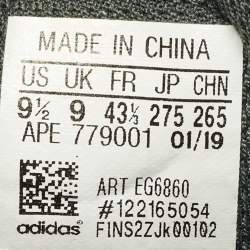 MADE IN CHINA
US UK FR JP CHN
9½ 9 43⅓ 275 265
APE 779001 01/19
ART EG6860
#122165054
adidas FINS2ZJk00102